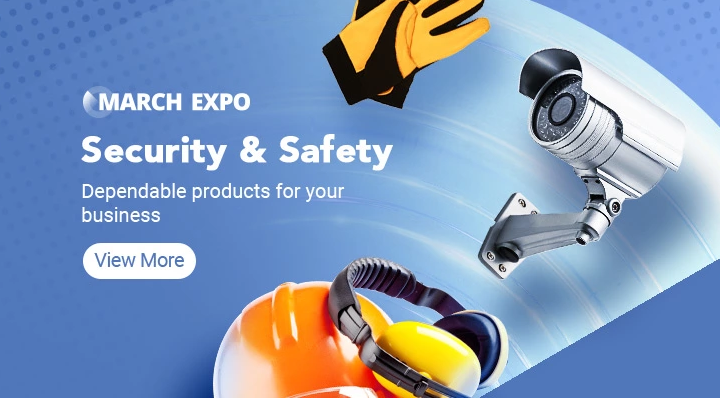 MARCH EXPO
Security & Safety
Dependable products for your
business
View More